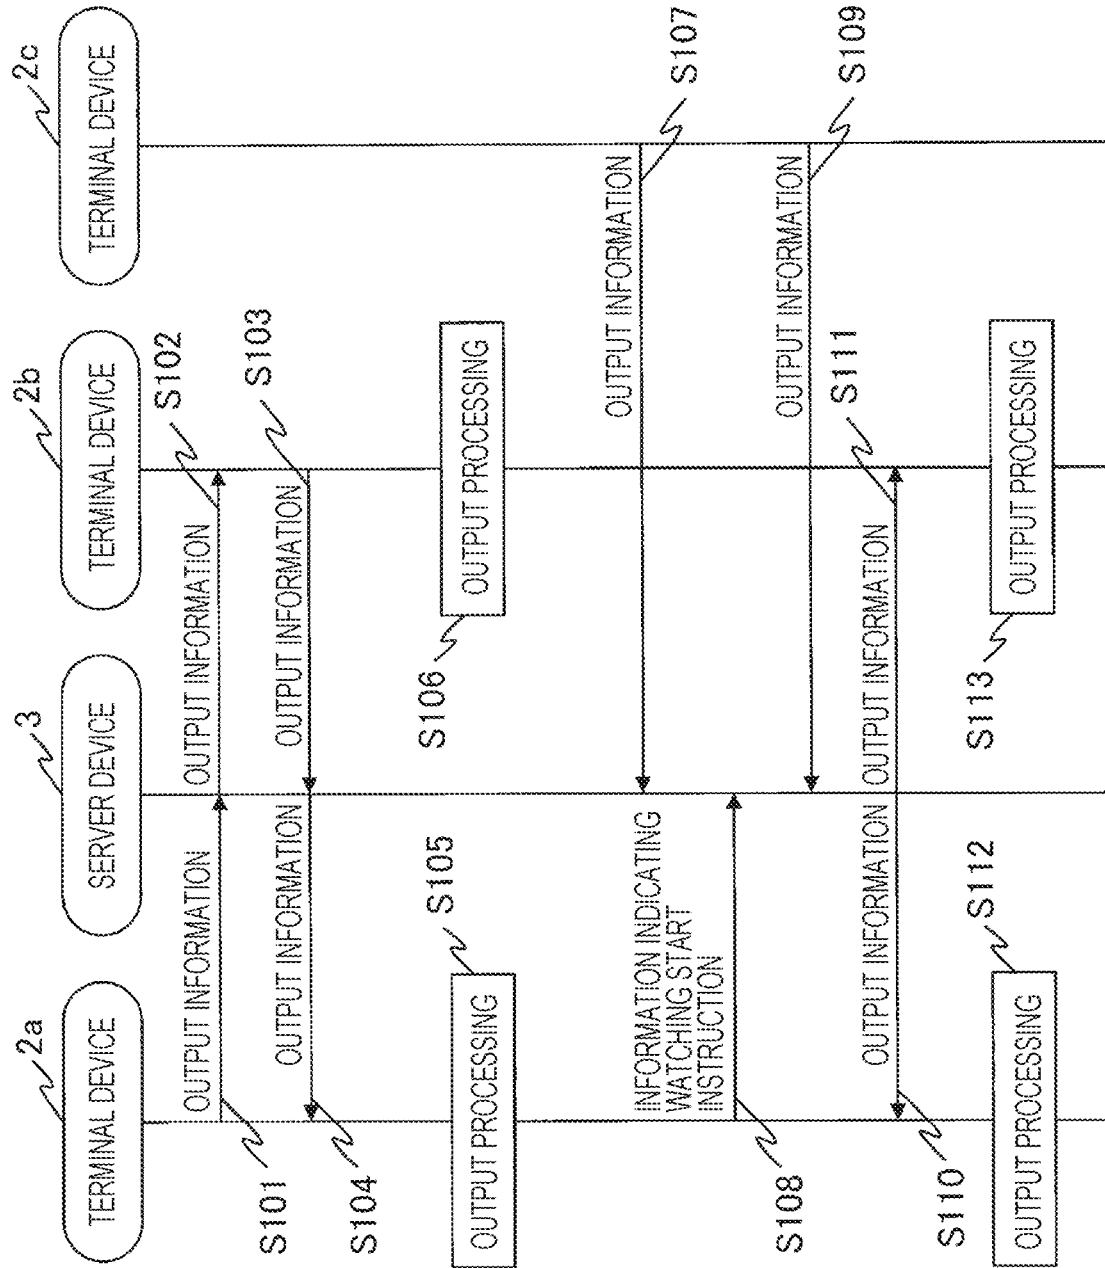 2a
TERMINAL DEVICE
3
SERVER DEVICE
2b
TERMINAL DEVICE
2c
TERMINAL DEVICE
S101
OUTPUT INFORMATION
OUTPUT INFORMATION
S102
S104
OUTPUT INFORMATION
OUTPUT INFORMATION
S103
OUTPUT PROCESSING
S105
S106
OUTPUT PROCESSING
OUTPUT INFORMATION
S107
INFORMATION INDICATING
WATCHING START
INSTRUCTION
S108
OUTPUT INFORMATION
S109
S110
OUTPUT INFORMATION
OUTPUT INFORMATION
S111
OUTPUT PROCESSING
S112
S113
OUTPUT PROCESSING